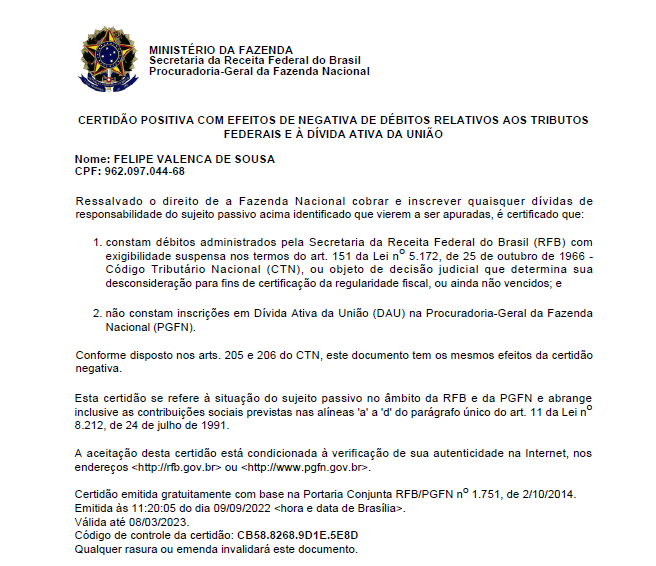 MINISTÉRIO DA FAZENDA
Secretaria da Receita Federal do Brasil
Procuradoria-Geral da Fazenda Nacional
CERTIDÃO POSITIVA COM EFEITOS DE NEGATIVA DE DÉBITOS RELATIVOS AOS TRIBUTOS
FEDERAIS E À DÍVIDA ATIVA DA UNIÃO
Nome: FELIPE VALENCA DE SOUSA
CPF: 962.097.044-68
Ressalvado o direito de a Fazenda Nacional cobrar e inscrever quaisquer dívidas de
responsabilidade do sujeito passivo acima identificado que vierem a ser apuradas, é certificado que:
1. constam débitos administrados pela Secretaria da Receita Federal do Brasil (RFB) com
exigibilidade suspensa nos termos do art. 151 da Lei nº 5.172, de 25 de outubro de 1966 -
Código Tributário Nacional (CTN), ou objeto de decisão judicial que determina sua
desconsideração para fins de certificação da regularidade fiscal, ou ainda não vencidos; e
2. não constam inscrições em Dívida Ativa da União (DAU) na Procuradoria-Geral da Fazenda
Nacional (PGFN).
Conforme disposto nos arts. 205 e 206 do CTN, este documento tem os mesmos efeitos da certidão
negativa.
Esta certidão se refere à situação do sujeito passivo no âmbito da RFB e da PGFN e abrange
inclusive as contribuições sociais previstas nas alíneas 'a' a 'd' do parágrafo único do art. 11 da Lei nº
8.212, de 24 de julho de 1991.
A aceitação desta certidão está condicionada à verificação de sua autenticidade na Internet, nos
endereços <http://rfb.gov.br> ou <http://www.pgfn.gov.br>.
Certidão emitida gratuitamente com base na Portaria Conjunta RFB/PGFN nº 1.751, de 2/10/2014.
Emitida às 11:20:05 do dia 09/09/2022 <hora e data de Brasília>.
Válida até 08/03/2023.
Código de controle da certidão: CB58.8268.9D1E.5E8D
Qualquer rasura ou emenda invalidará este documento.